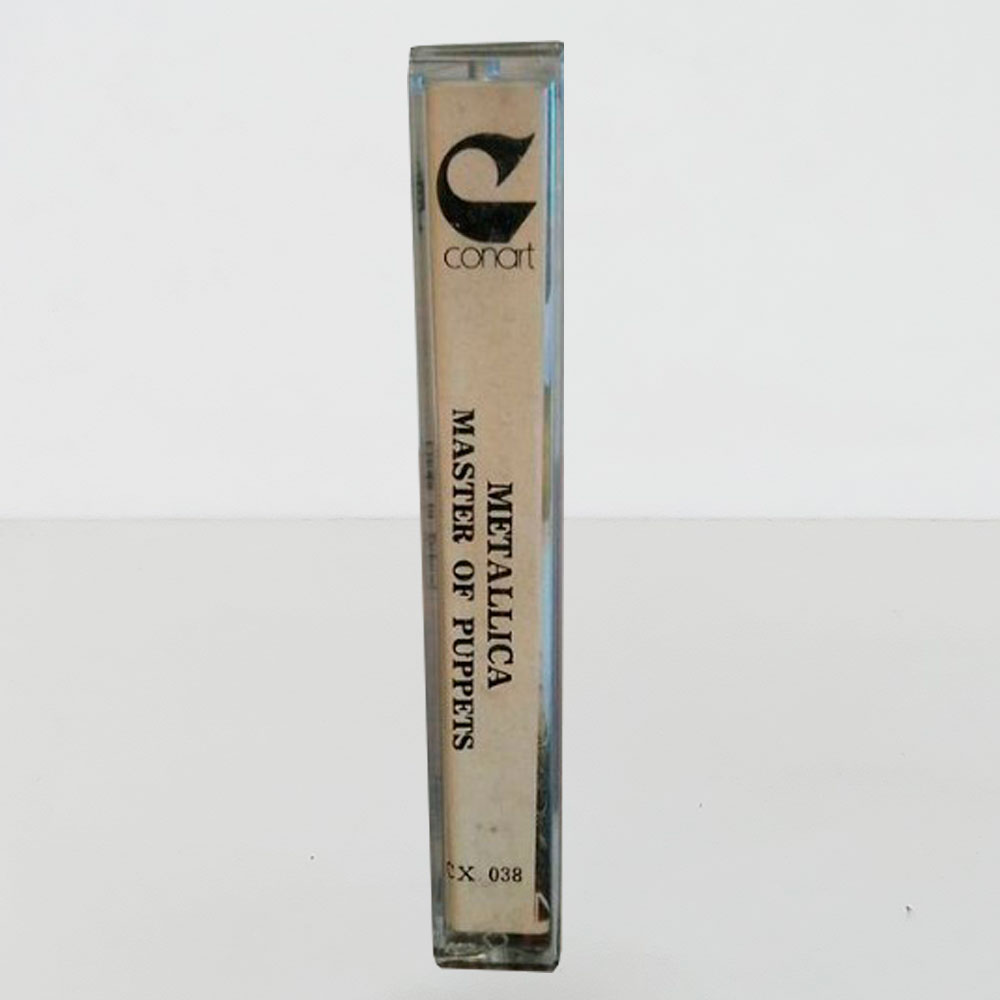 conart
METALLICA
MASTER OF PUPPETS
CX 038